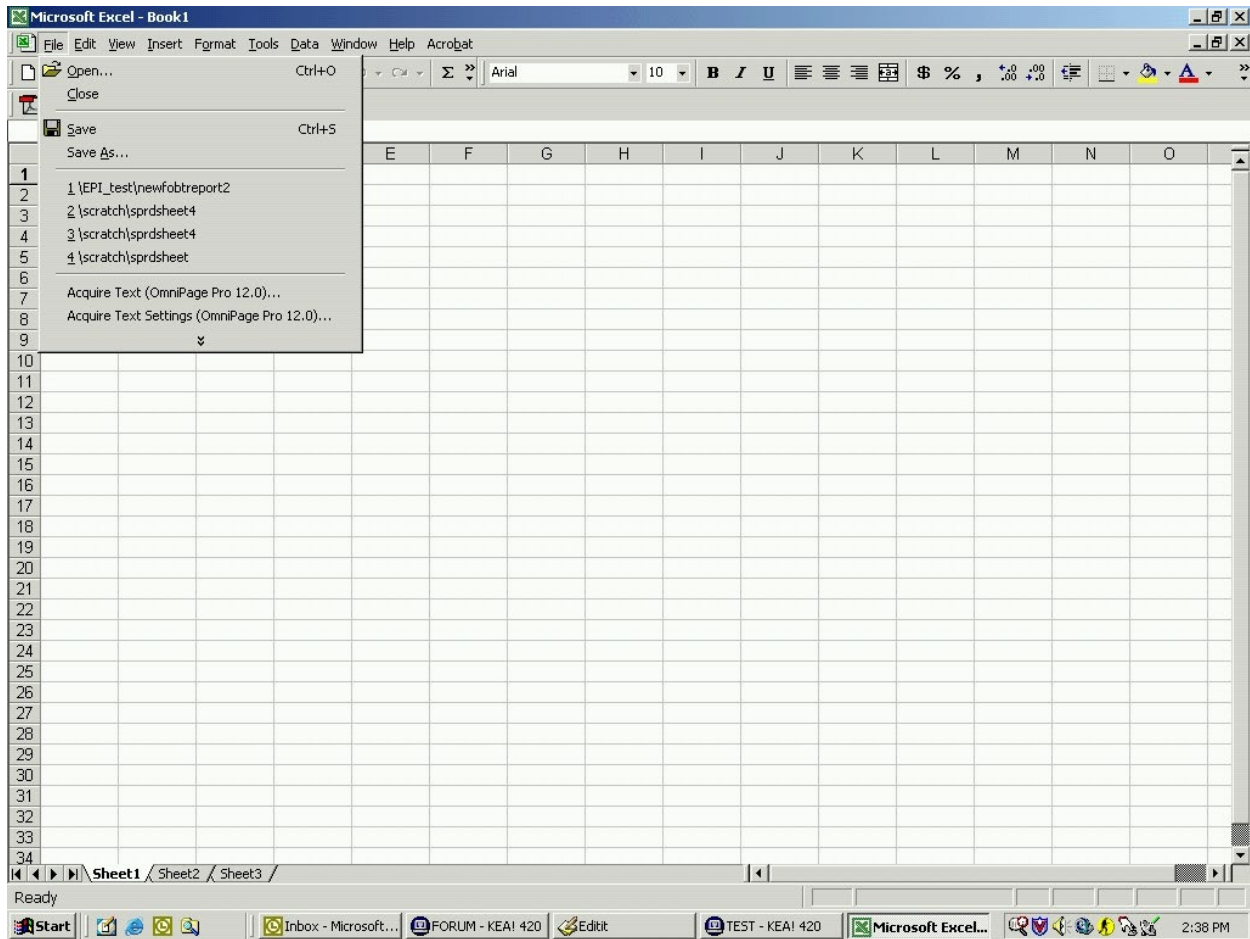 Microsoft Excel - Book1
File Edit View Insert Format Tools Data Window Help Acrobat
Open... Ctrl+O
Σ Arial 10 B I U $ % , .0 .00 .00 .0 A
Close
Save Ctrl+S
Save As...
E F G H I J K L M N O
1 \EPI_test\newfobtreport2
2 \scratch\sprdsheet4
3 \scratch\sprdsheet4
4 \scratch\sprdsheet
Acquire Text (OmniPage Pro 12.0)...
Acquire Text Settings (OmniPage Pro 12.0)...
1
2
3
4
5
6
7
8
9
10
11
12
13
14
15
16
17
18
19
20
21
22
23
24
25
26
27
28
29
30
31
32
33
34
Sheet1 Sheet2 Sheet3
Ready
Start Inbox - Microsoft... FORUM - KEA! 420 Editit TEST - KEA! 420 Microsoft Excel... 2:38 PM